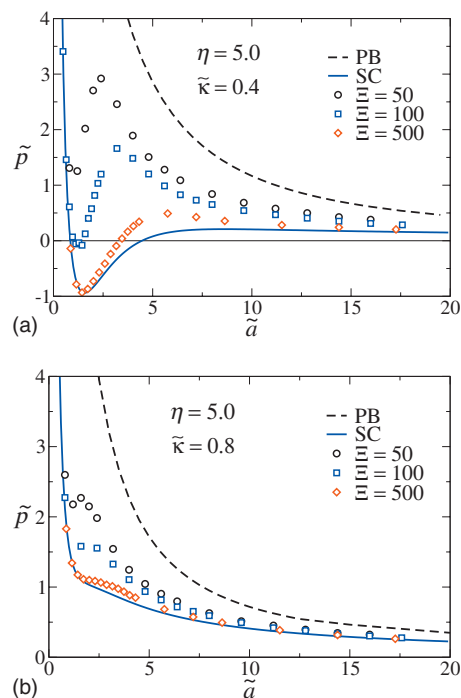 4
3
2
1
0
-1
p̃
η = 5.0
κ̃ = 0.4
PB
SC
Ξ = 50
Ξ = 100
Ξ = 500
0 5 10 15 20
(a)
ã
4
3
2
1
0
p̃
η = 5.0
κ̃ = 0.8
PB
SC
Ξ = 50
Ξ = 100
Ξ = 500
0 5 10 15 20
(b)
ã